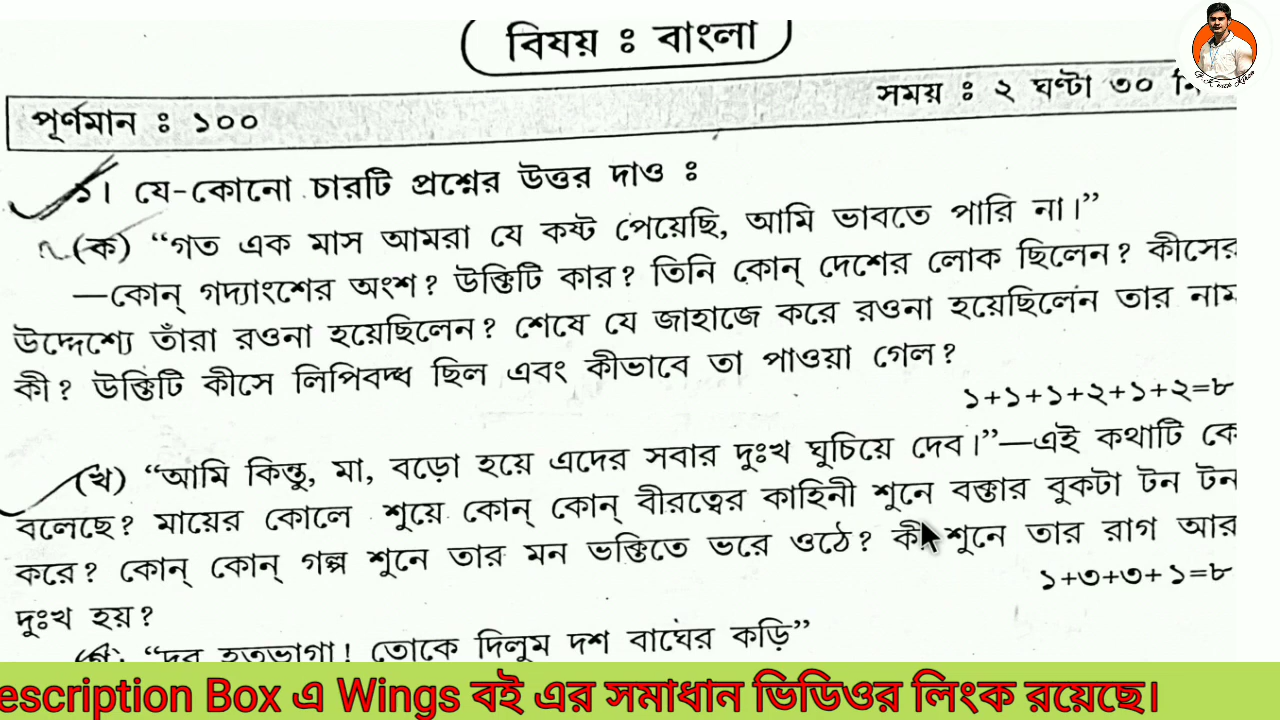 বিষয় ঃ বাংলা
সময় ঃ ২ ঘণ্টা ৩০
পূর্ণমান ঃ ১০০
১। যে-কোনো চারটি প্রশ্নের উত্তর দাও ঃ
(ক) “গত এক মাস আমরা যে কষ্ট পেয়েছি, আমি ভাবতে পারি না।”
—কোন্ গদ্যাংশের অংশ? উক্তিটি কার? তিনি কোন্ দেশের লোক ছিলেন? কীসের
উদ্দেশ্যে তাঁরা রওনা হয়েছিলেন? শেষে যে জাহাজে করে রওনা হয়েছিলেন তার নাম
কী? উক্তিটি কীসে লিপিবদ্ধ ছিল এবং কীভাবে তা পাওয়া গেল?
১+১+১+২+১+২=৮
(খ) “আমি কিন্তু, মা, বড়ো হয়ে এদের সবার দুঃখ ঘুচিয়ে দেব।”—এই কথাটি কে
বলেছে? মায়ের কোলে শুয়ে কোন্ কোন্ বীরত্বের কাহিনী শুনে বক্তার বুকটা টন টন
করে? কোন্ কোন্ গল্প শুনে তার মন ভক্তিতে ভরে ওঠে? কী শুনে তার রাগ আর
১+৩+৩+১=৮
দুঃখ হয়?
“দূর হতভাগা! তোকে দিলুম দশ বাঘের কড়ি”
escription Box এ Wings বই এর সমাধান ভিডিওর লিংক রয়েছে।